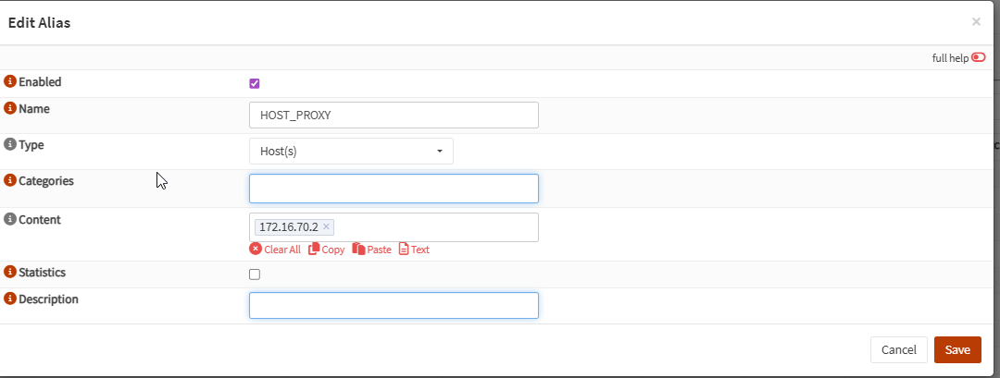 Edit Alias ×
full help
Enabled
Name HOST_PROXY
Type Host(s)
Categories
Content 172.16.70.2 ×
Clear All Copy Paste Text
Statistics
Description
Cancel Save